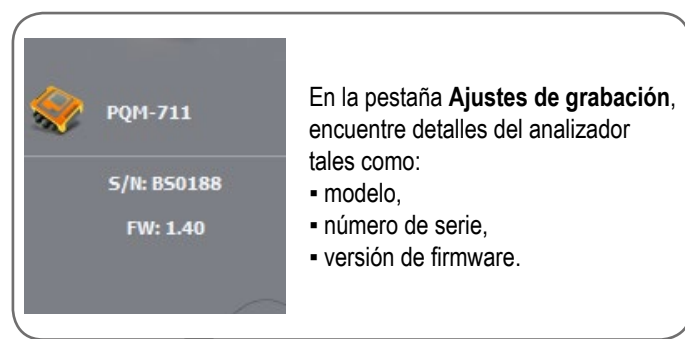 PQM-711
S/N: BS0188
FW: 1.40
En la pestaña Ajustes de grabación,
encuentre detalles del analizador
tales como:
▪ modelo,
▪ número de serie,
▪ versión de firmware.